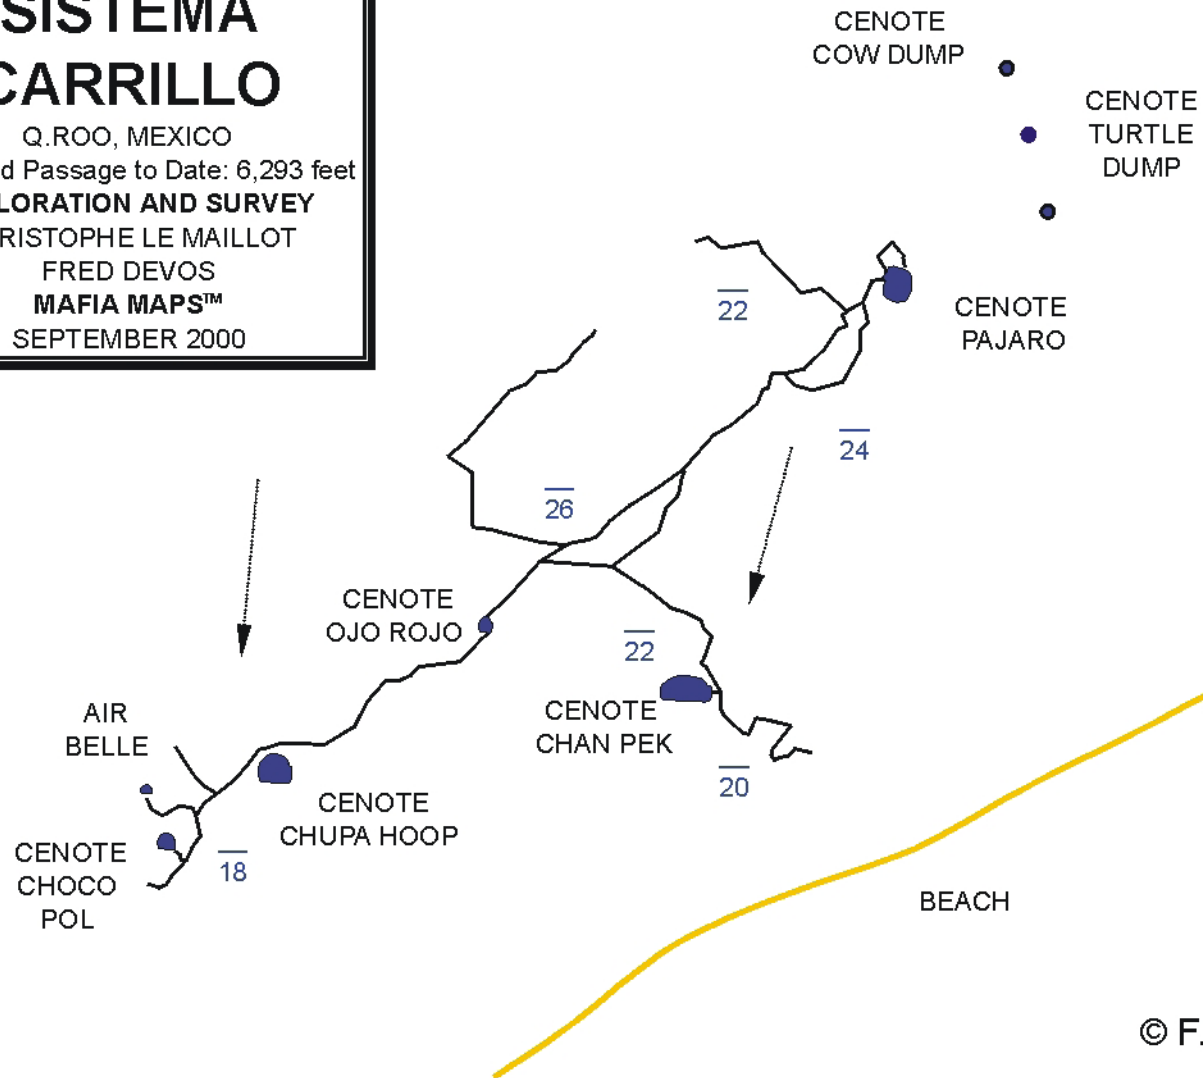 SISTEMA
CARRILLO
Q.ROO, MEXICO
d Passage to Date: 6,293 feet
LORATION AND SURVEY
RISTOPHE LE MAILLOT
FRED DEVOS
MAFIA MAPS™
SEPTEMBER 2000
CENOTE
COW DUMP
CENOTE
TURTLE
DUMP
22
CENOTE
PAJARO
24
26
CENOTE
OJO ROJO
22
CENOTE
CHAN PEK
20
AIR
BELLE
CENOTE
CHUPA HOOP
18
CENOTE
CHOCO
POL
BEACH
© F.